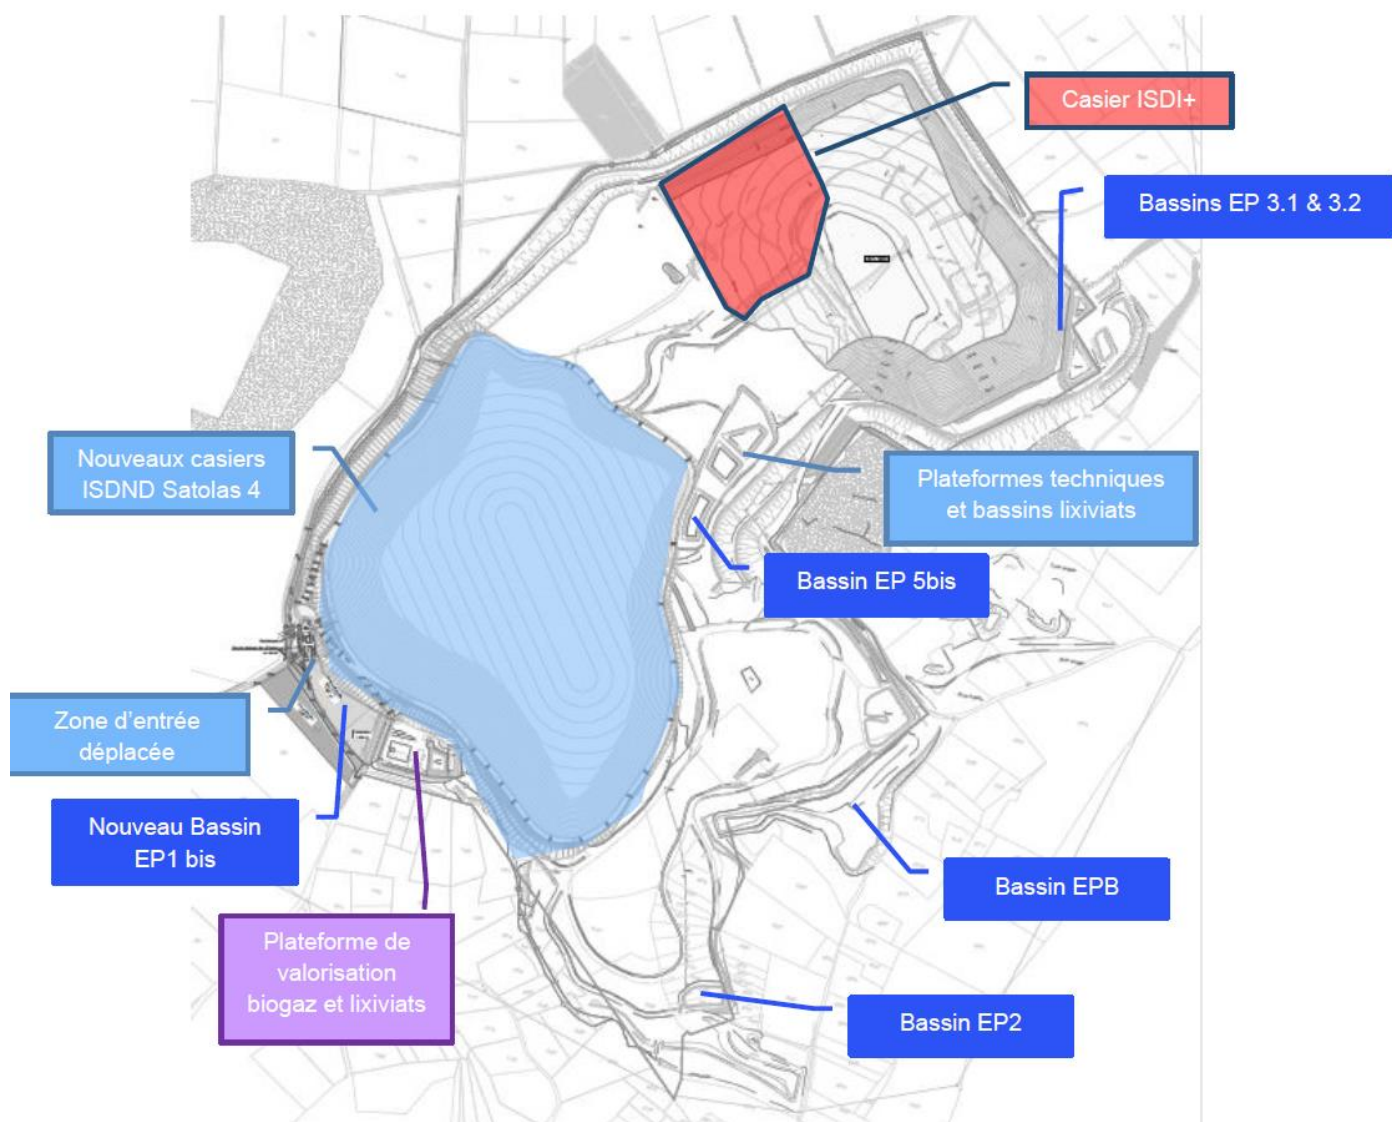 Casier ISDI+
Bassins EP 3.1 & 3.2
Nouveaux casiers
ISDND Satolas 4
Plateformes techniques
et bassins lixiviats
Bassin EP 5bis
Zone d'entrée
déplacée
Nouveau Bassin
EP1 bis
Bassin EPB
Plateforme de
valorisation
biogaz et lixiviats
Bassin EP2